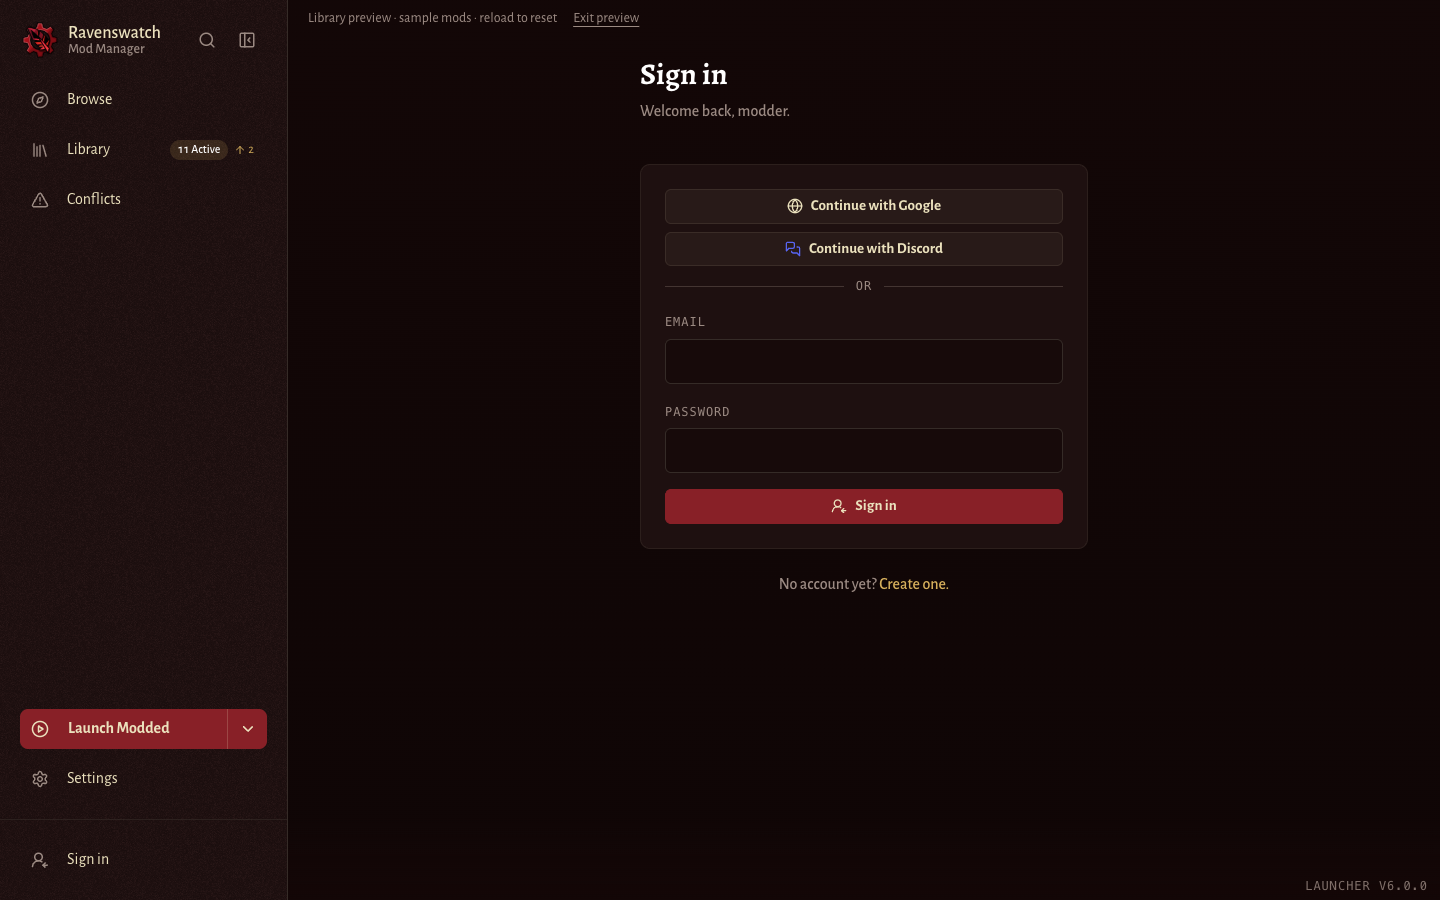 Ravenswatch
Mod Manager
Browse
Library
11 Active
2
Conflicts
Launch Modded
Settings
Sign in
Library preview · sample mods · reload to reset
Exit preview
Sign in
Welcome back, modder.
Continue with Google
Continue with Discord
OR
EMAIL
PASSWORD
Sign in
No account yet? Create one.
LAUNCHER V6.0.0